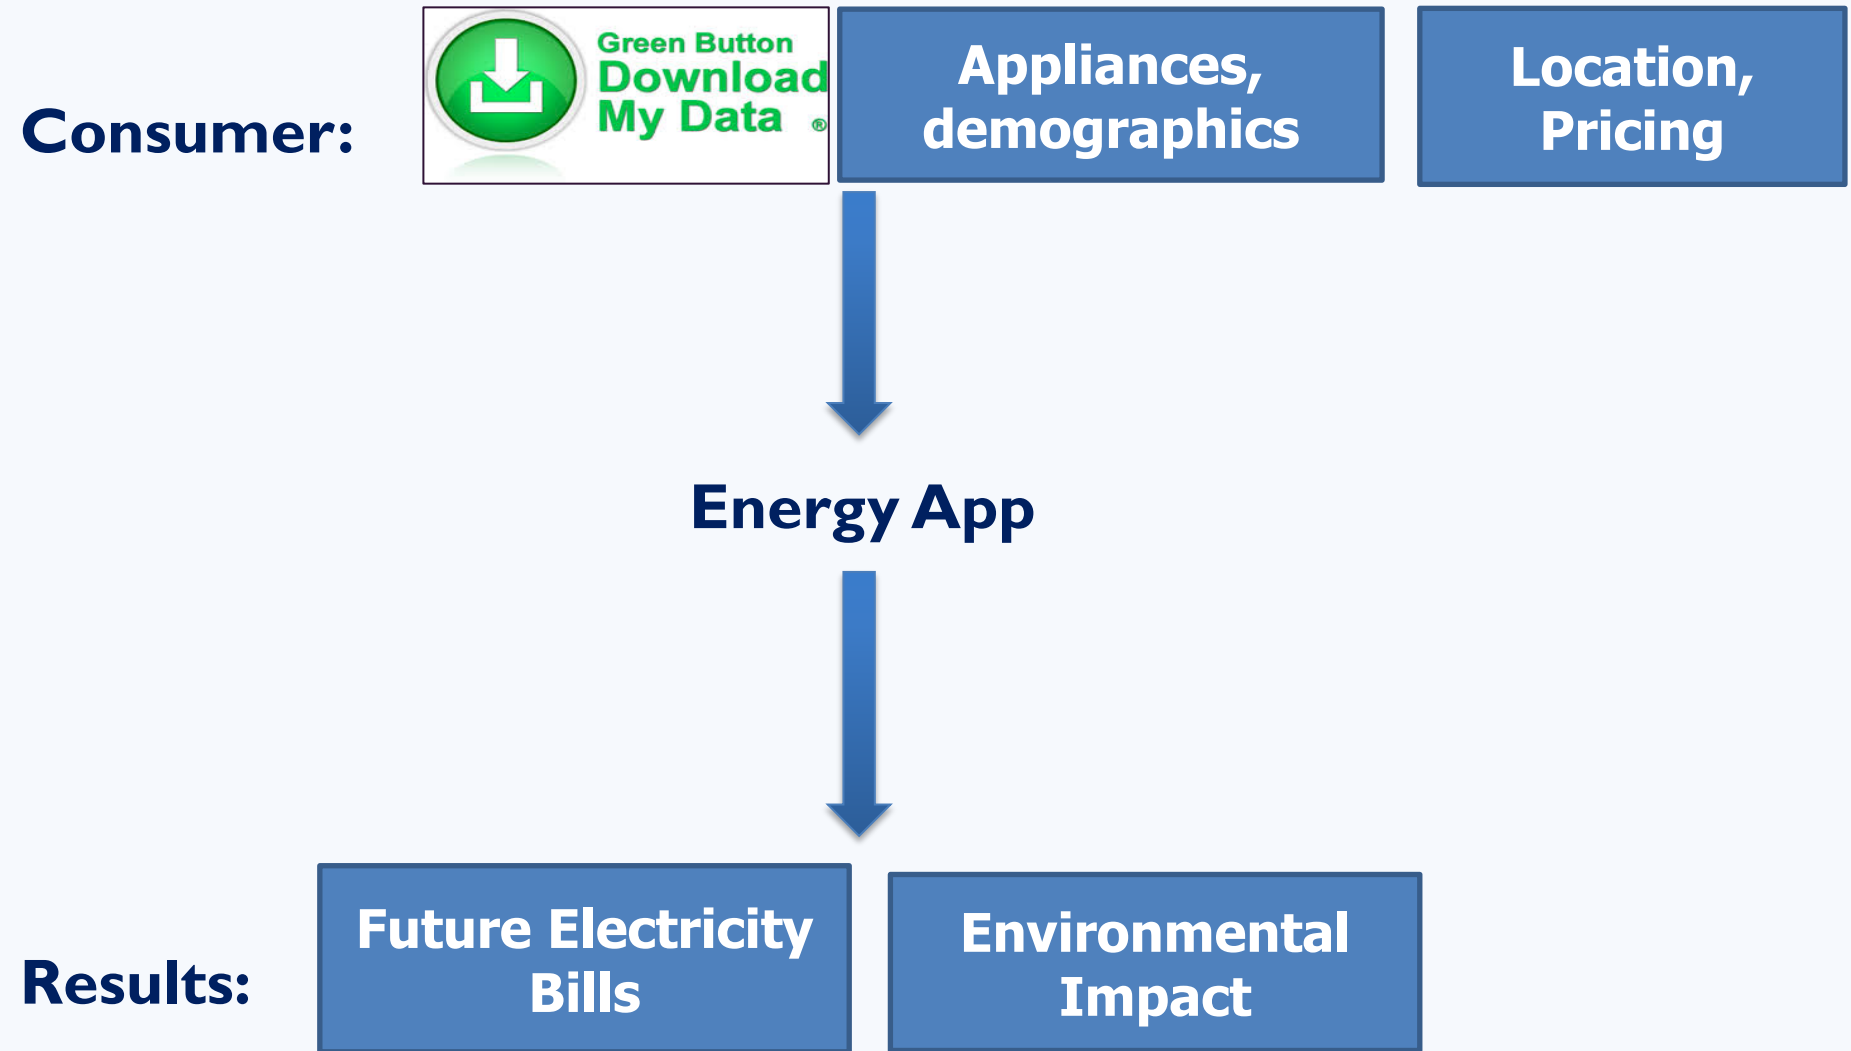 Consumer:
Green Button
Download
My Data ®
Appliances,
demographics
Location,
Pricing
Energy App
Results:
Future Electricity
Bills
Environmental
Impact